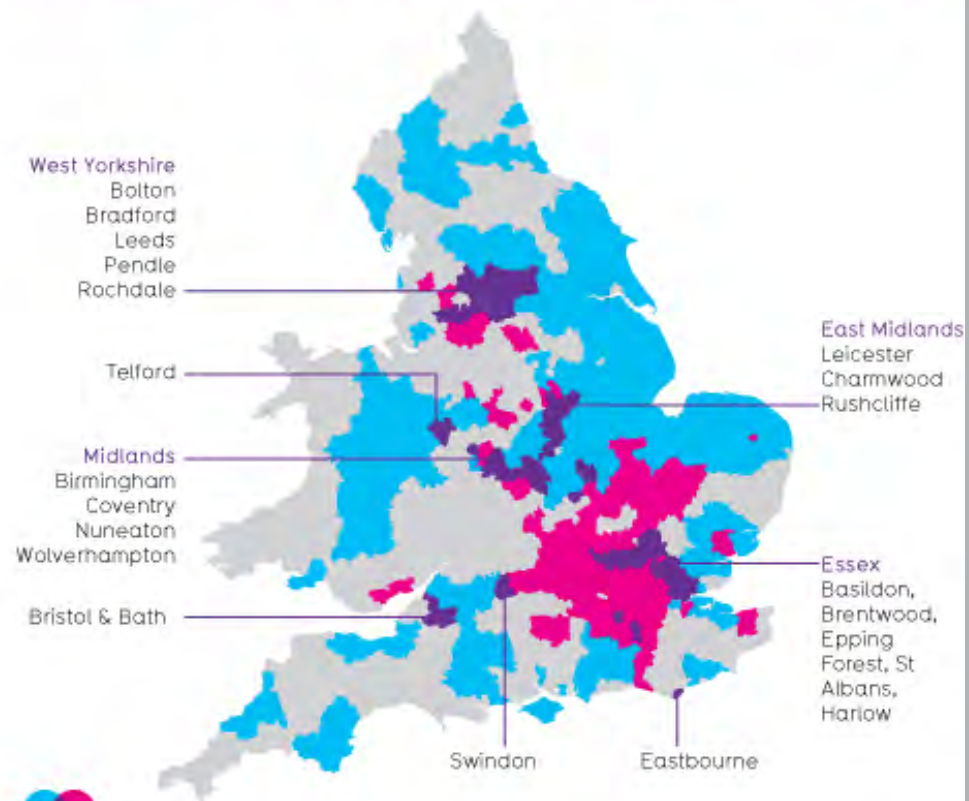 West Yorkshire
Bolton
Bradford
Leeds
Pendle
Rochdale
Telford
Midlands
Birmingham
Coventry
Nuneaton
Wolverhampton
Bristol & Bath
East Midlands
Leicester
Charmwood
Rushcliffe
Essex
Basildon,
Brentwood,
Epping
Forest, St
Albans,
Harlow
Swindon
Eastbourne